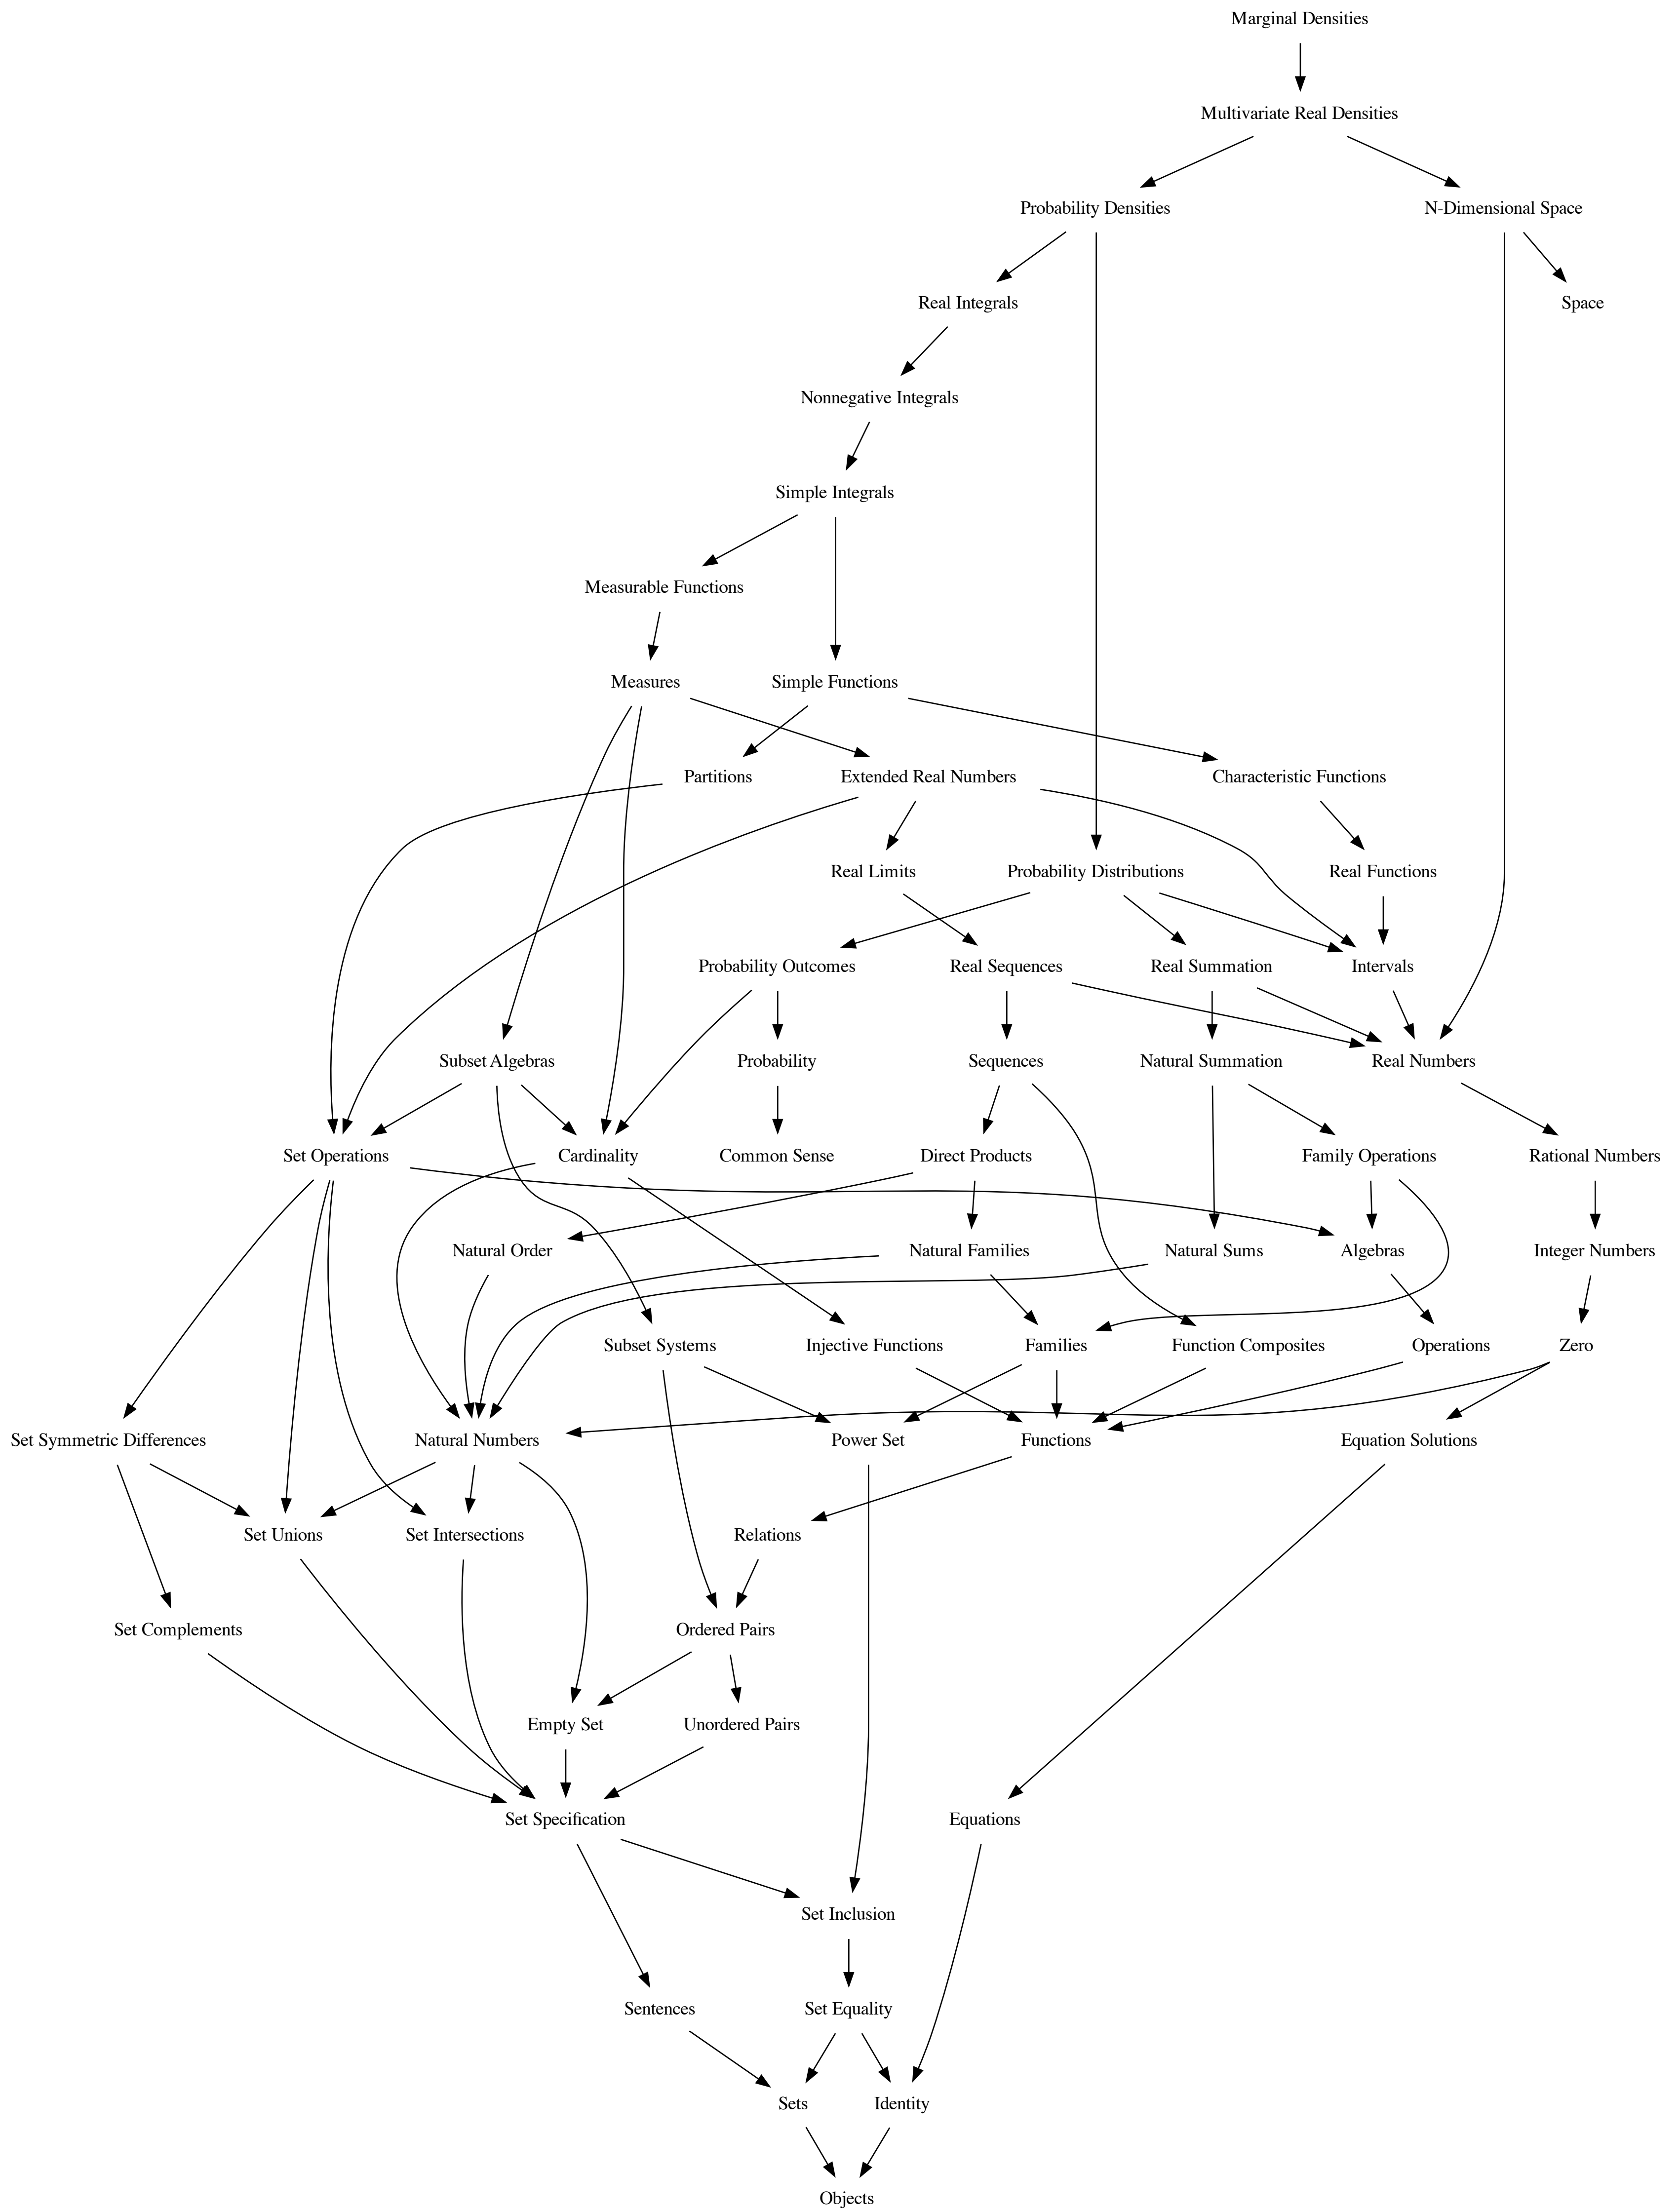 Marginal Densities
Multivariate Real Densities
Probability Densities
N-Dimensional Space
Real Integrals
Space
Nonnegative Integrals
Simple Integrals
Measurable Functions
Measures
Simple Functions
Partitions
Extended Real Numbers
Characteristic Functions
Real Limits
Probability Distributions
Real Functions
Probability Outcomes
Real Sequences
Real Summation
Intervals
Subset Algebras
Probability
Sequences
Natural Summation
Real Numbers
Set Operations
Cardinality
Common Sense
Direct Products
Family Operations
Rational Numbers
Natural Order
Natural Families
Natural Sums
Algebras
Integer Numbers
Subset Systems
Injective Functions
Families
Function Composites
Operations
Zero
Set Symmetric Differences
Natural Numbers
Power Set
Functions
Equation Solutions
Set Unions
Set Intersections
Relations
Set Complements
Ordered Pairs
Empty Set
Unordered Pairs
Set Specification
Equations
Set Inclusion
Sentences
Set Equality
Sets
Identity
Objects